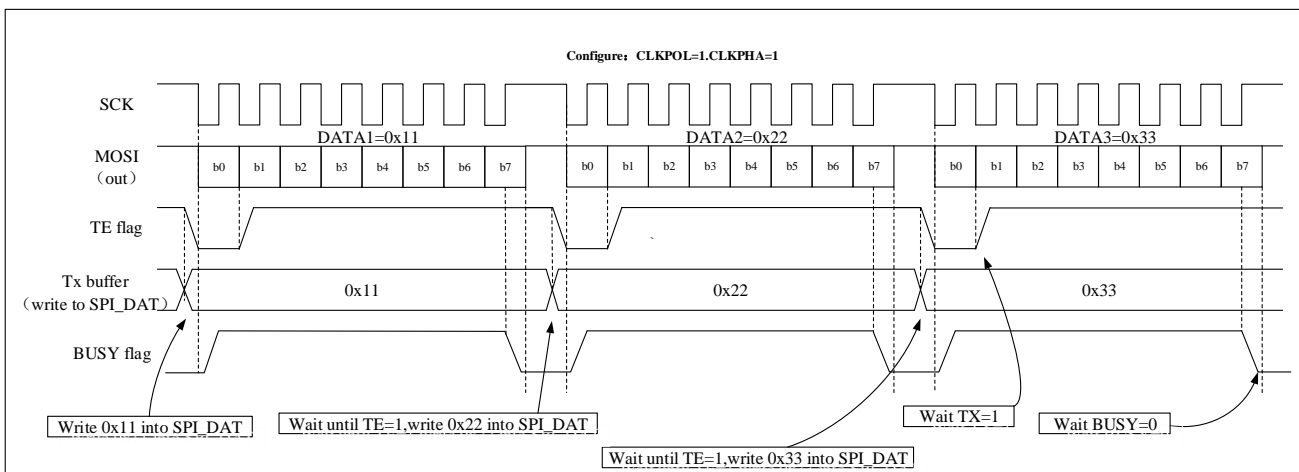 Configure：CLKPOL=1.CLKPHA=1
SCK
DATA1=0x11 DATA2=0x22 DATA3=0x33
MOSI
（out）
b0 b1 b2 b3 b4 b5 b6 b7 b0 b1 b2 b3 b4 b5 b6 b7 b0 b1 b2 b3 b4 b5 b6 b7
TE flag
Tx buffer
（write to SPI_DAT）
0x11 0x22 0x33
BUSY flag
Write 0x11 into SPI_DAT
Wait until TE=1,write 0x22 into SPI_DAT
Wait TX=1
Wait BUSY=0
Wait until TE=1,write 0x33 into SPI_DAT